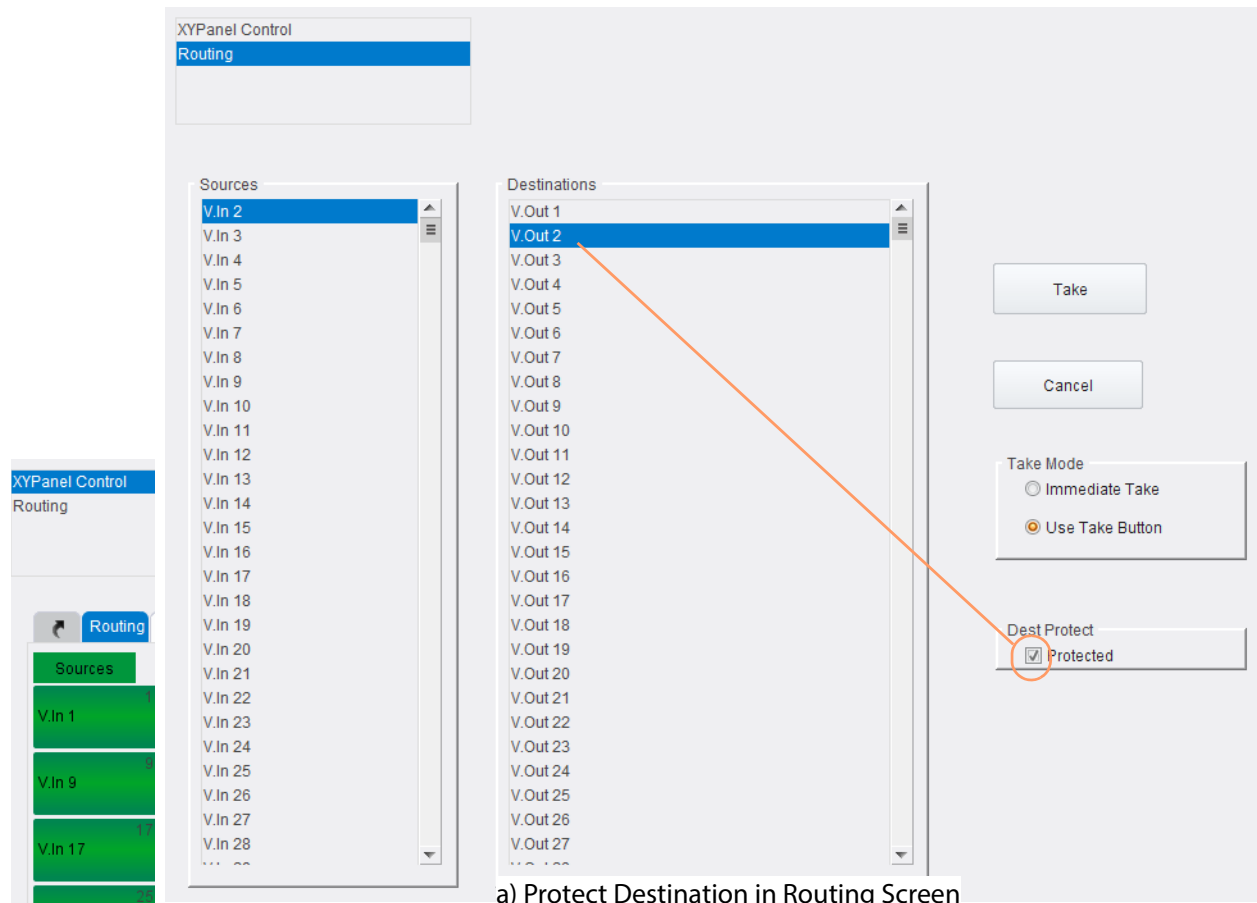 XYPanel Control
Routing
Sources
V.In 2
V.In 3
V.In 4
V.In 5
V.In 6
V.In 7
V.In 8
V.In 9
V.In 10
V.In 11
V.In 12
V.In 13
V.In 14
V.In 15
V.In 16
V.In 17
V.In 18
V.In 19
V.In 20
V.In 21
V.In 22
V.In 23
V.In 24
V.In 25
V.In 26
V.In 27
V.In 28
Destinations
V.Out 1
V.Out 2
V.Out 3
V.Out 4
V.Out 5
V.Out 6
V.Out 7
V.Out 8
V.Out 9
V.Out 10
V.Out 11
V.Out 12
V.Out 13
V.Out 14
V.Out 15
V.Out 16
V.Out 17
V.Out 18
V.Out 19
V.Out 20
V.Out 21
V.Out 22
V.Out 23
V.Out 24
V.Out 25
V.Out 26
V.Out 27
Take
Cancel
Take Mode
Immediate Take
Use Take Button
Dest Protect
Protected
XYPanel Control
Routing
Routing
Sources
1
V.In 1
9
V.In 9
17
V.In 17
25
a) Protect Destination in Routing Screen